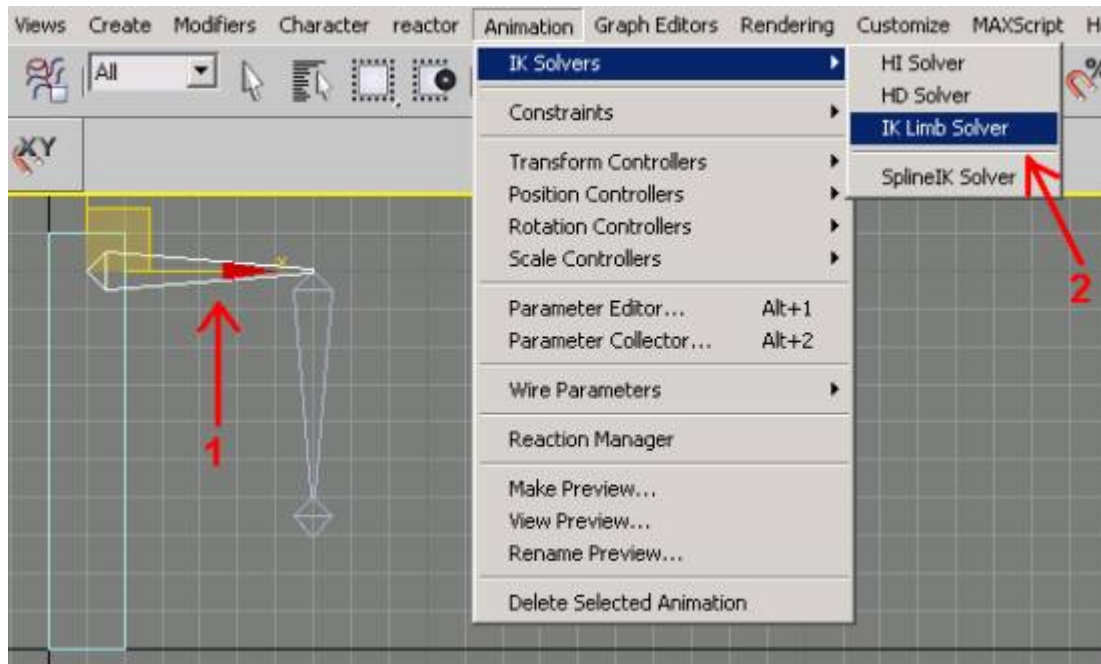 Views Create Modifiers Character reactor Animation Graph Editors Rendering Customize MAXScript
All
XY
IK Solvers
Constraints
Transform Controllers
Position Controllers
Rotation Controllers
Scale Controllers
Parameter Editor... Alt+1
Parameter Collector... Alt+2
Wire Parameters
Reaction Manager
Make Preview...
View Preview...
Rename Preview...
Delete Selected Animation
HI Solver
HD Solver
IK Limb Solver
SplineIK Solver
%
x
1
2